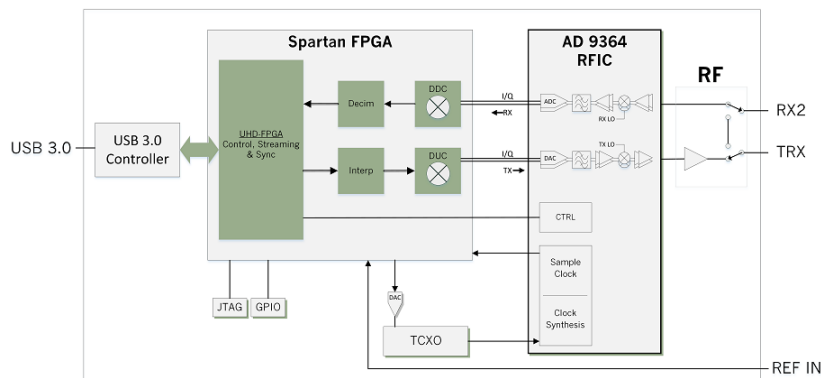 Spartan FPGA
AD 9364
RFIC
RF
USB 3.0
USB 3.0
Controller
UHD-FPGA
Control, Streaming
& Sync
Decim
DDC
I/Q
RX
ADC
RX LO
RX2
Interp
DUC
I/Q
TX
DAC
TX LO
TRX
CTRL
Sample
Clock
Clock
Synthesis
JTAG
GPIO
DAC
TCXO
REF IN